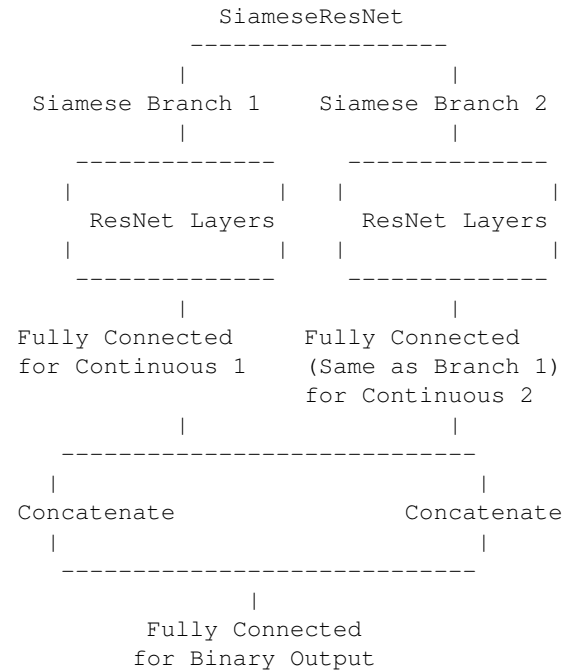 SiameseResNet
------------------
|                  |
Siamese Branch 1    Siamese Branch 2
|                  |
--------------     --------------
|              |   |              |
ResNet Layers      ResNet Layers
|              |   |              |
--------------     --------------
|                  |
Fully Connected     Fully Connected
for Continuous 1    (Same as Branch 1)
for Continuous 2
|                  |
-----------------------------
|                             |
Concatenate                Concatenate
|                             |
-----------------------------
|
Fully Connected
for Binary Output